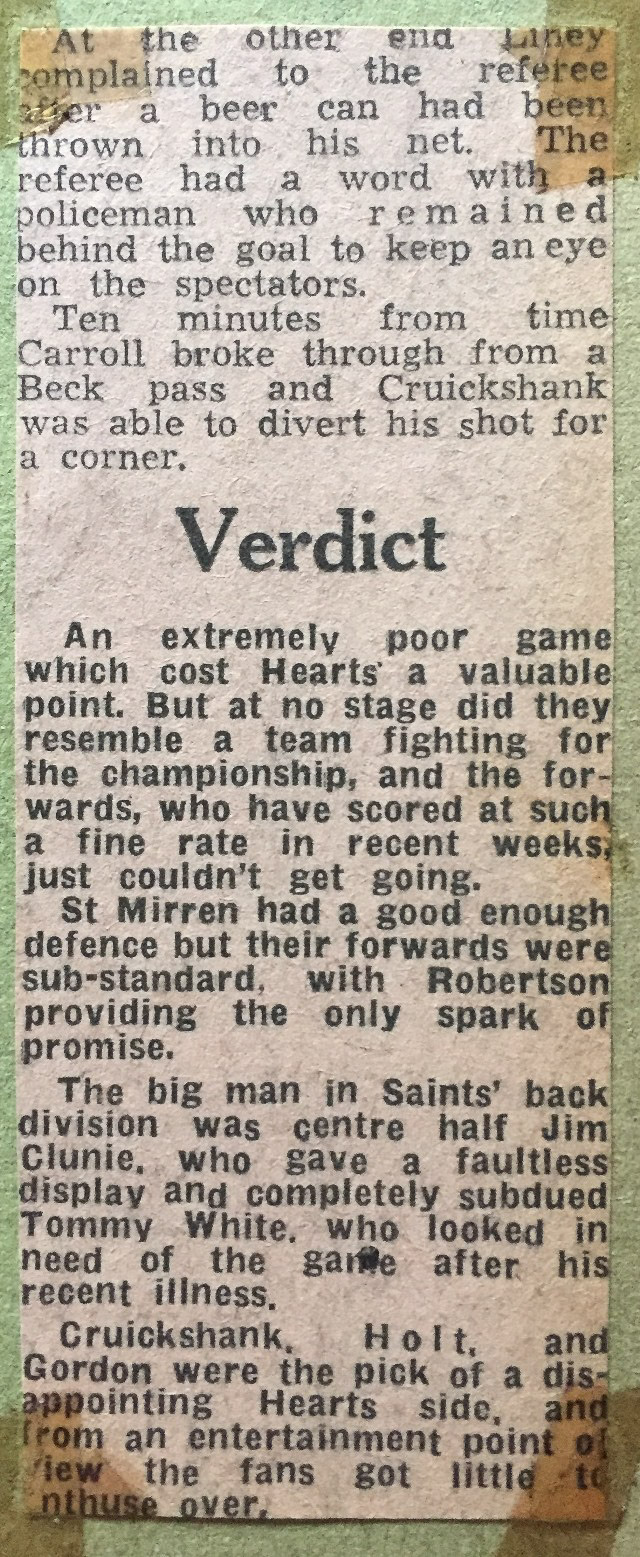 At the other end Liney
complained to the referee
after a beer can had been
thrown into his net. The
referee had a word with a
policeman who remained
behind the goal to keep an eye
on the spectators.
Ten minutes from time
Carroll broke through from a
Beck pass and Cruickshank
was able to divert his shot for
a corner.
Verdict
An extremely poor game
which cost Hearts a valuable
point. But at no stage did they
resemble a team fighting for
the championship, and the for-
wards, who have scored at such
a fine rate in recent weeks,
just couldn't get going.
St Mirren had a good enough
defence but their forwards were
sub-standard, with Robertson
providing the only spark of
promise.
The big man in Saints' back
division was centre half Jim
Clunie, who gave a faultless
display and completely subdued
Tommy White, who looked in
need of the game after his
recent illness.
Cruickshank, Holt, and
Gordon were the pick of a dis-
appointing Hearts side, and
from an entertainment point of
view the fans got little to
nthuse over.